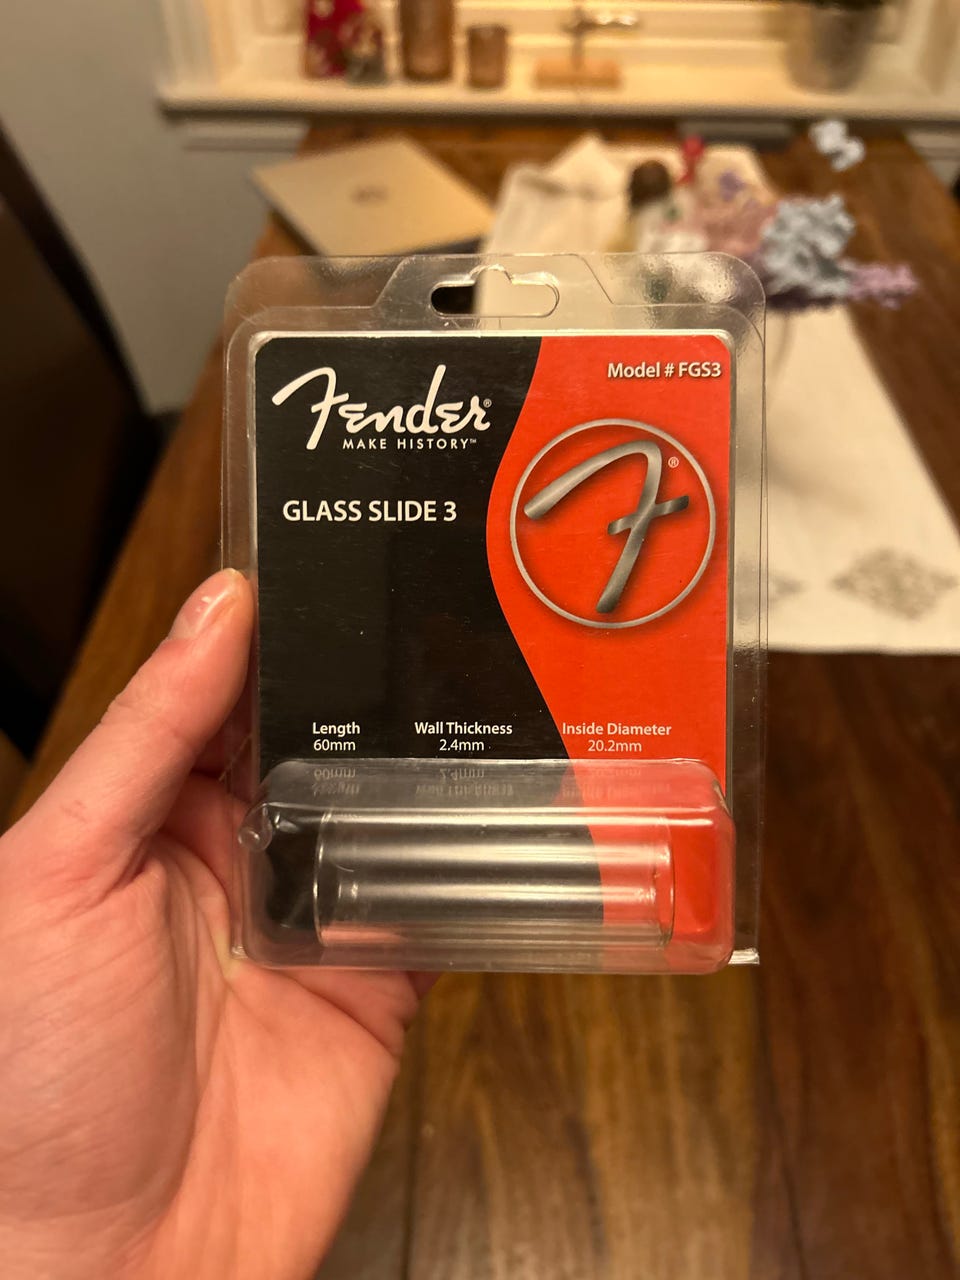 Fender®
MAKE HISTORY™
Model # FGS3
F®
GLASS SLIDE 3
Length
60mm
Wall Thickness
2.4mm
Inside Diameter
20.2mm